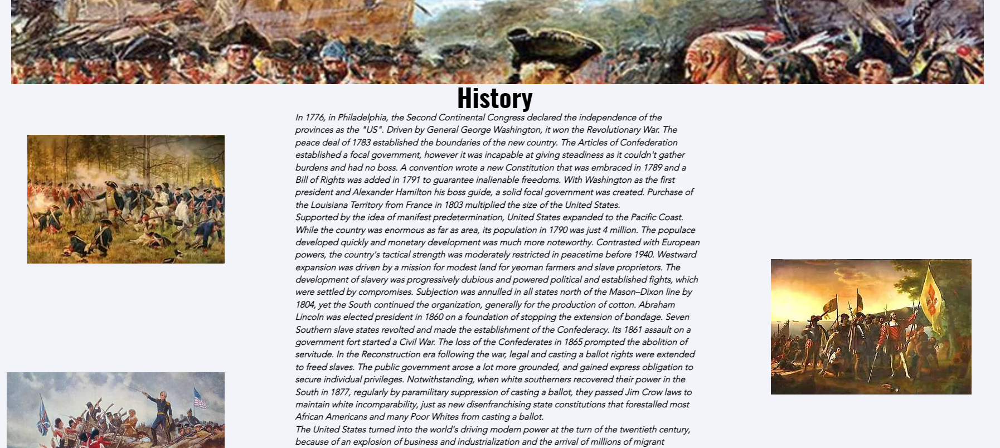 History
In 1776, in Philadelphia, the Second Continental Congress declared the independence of the
provinces as the "US". Driven by General George Washington, it won the Revolutionary War. The
peace deal of 1783 established the boundaries of the new country. The Articles of Confederation
established a focal government, however it was incapable at giving steadiness as it couldn't gather
burdens and had no boss. A convention wrote a new Constitution that was embraced in 1789 and a
Bill of Rights was added in 1791 to guarantee inalienable freedoms. With Washington as the first
president and Alexander Hamilton his boss guide, a solid focal government was created. Purchase of
the Louisiana Territory from France in 1803 multiplied the size of the United States.
Supported by the idea of manifest predetermination, United States expanded to the Pacific Coast.
While the country was enormous as far as area, its population in 1790 was just 4 million. The populace
developed quickly and monetary development was much more noteworthy. Contrasted with European
powers, the country's tactical strength was moderately restricted in peacetime before 1940. Westward
expansion was driven by a mission for modest land for yeoman farmers and slave proprietors. The
development of slavery was progressively dubious and powered political and established fights, which
were settled by compromises. Subjection was annulled in all states north of the Mason–Dixon line by
1804, yet the South continued the organization, generally for the production of cotton. Abraham
Lincoln was elected president in 1860 on a foundation of stopping the extension of bondage. Seven
Southern slave states revolted and made the establishment of the Confederacy. Its 1861 assault on a
government fort started a Civil War. The loss of the Confederates in 1865 prompted the abolition of
servitude. In the Reconstruction era following the war, legal and casting a ballot rights were extended
to freed slaves. The public government arose a lot more grounded, and gained express obligation to
secure individual privileges. Notwithstanding, when white southerners recovered their power in the
South in 1877, regularly by paramilitary suppression of casting a ballot, they passed Jim Crow laws to
maintain white incomparability, just as new disenfranchising state constitutions that forestalled most
African Americans and many Poor Whites from casting a ballot.
The United States turned into the world's driving modern power at the turn of the twentieth century,
because of an explosion of business and industrialization and the arrival of millions of migrant